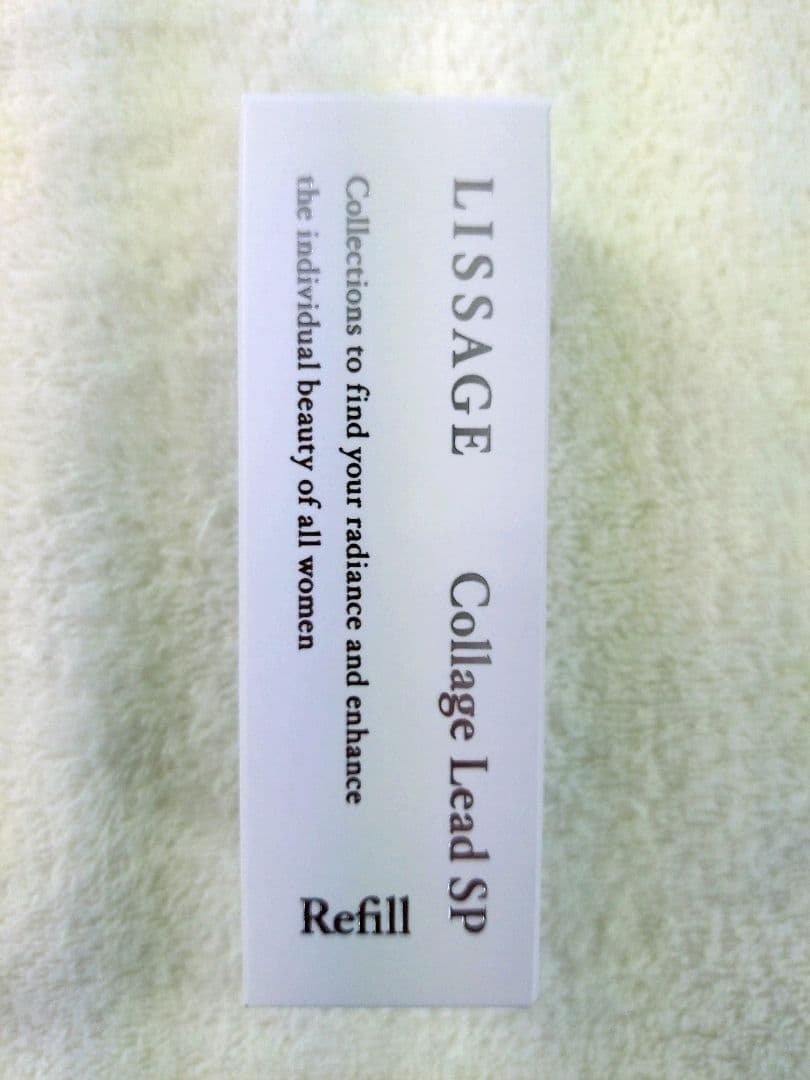 LISSAGE Collage Lead SP
Collections to find your radiance and enhance
the individual beauty of all women
Refill